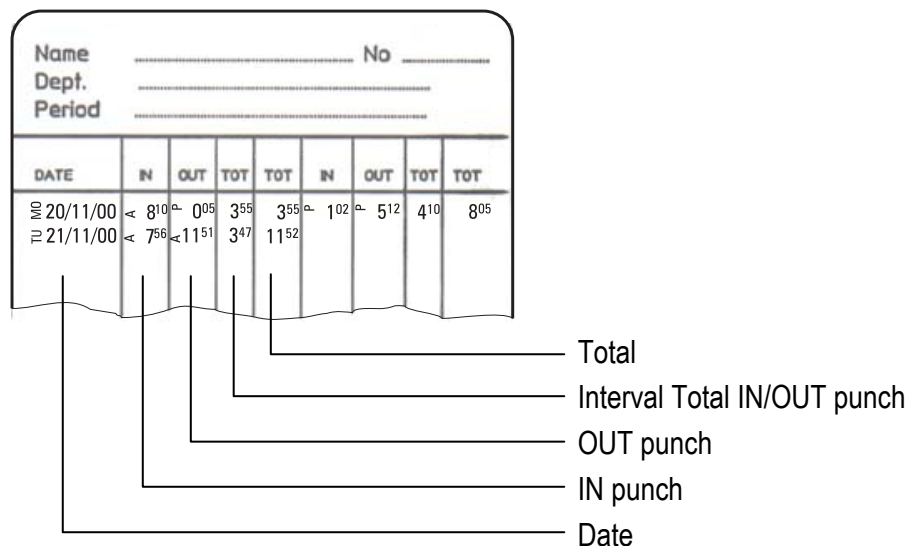 Name No
Dept.
Period
DATE IN OUT TOT TOT IN OUT TOT TOT
MO 20/11/00 A 8 10 P 0 05 3 55 3 55 P 1 02 P 5 12 4 10 8 05
TU 21/11/00 A 7 56 A 11 51 3 47 11 52
Total
Interval Total IN/OUT punch
OUT punch
IN punch
Date